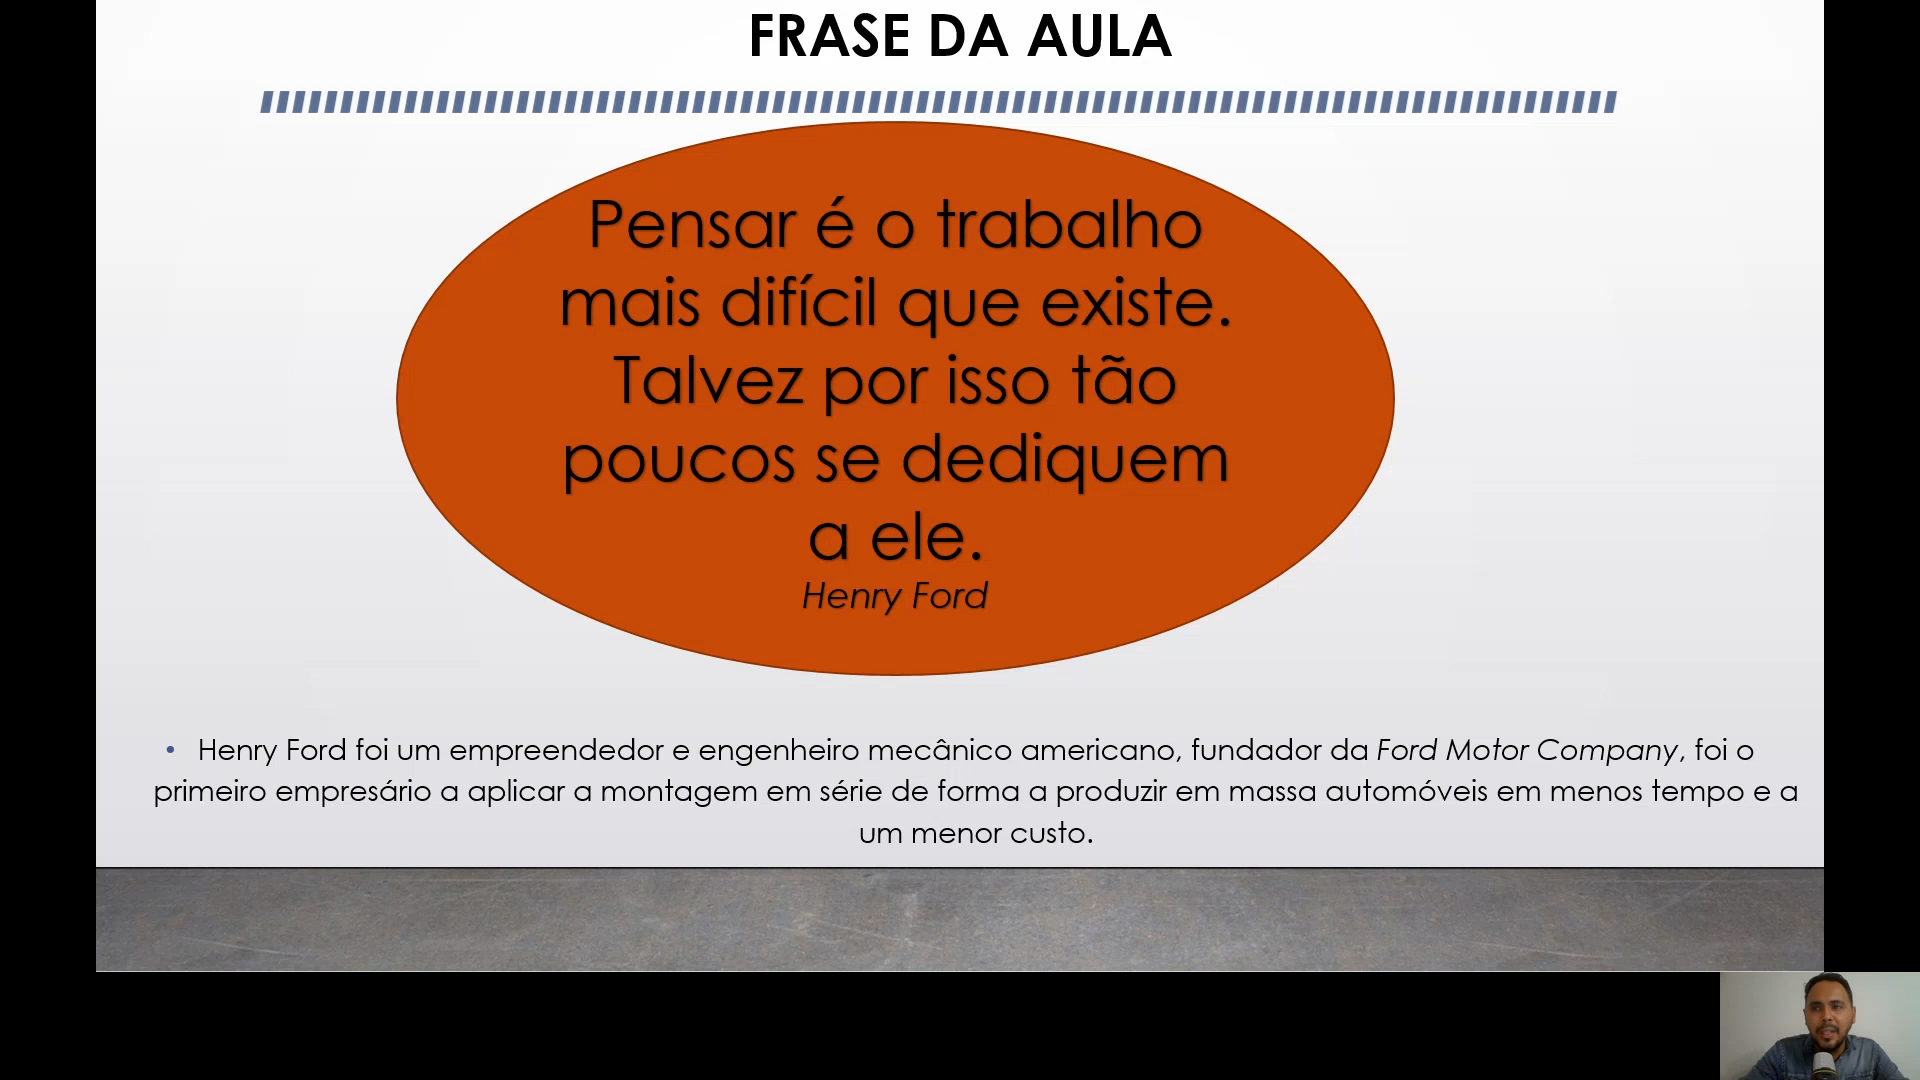 FRASE DA AULA
Pensar é o trabalho
mais difícil que existe.
Talvez por isso tão
poucos se dediquem
a ele.
Henry Ford
• Henry Ford foi um empreendedor e engenheiro mecânico americano, fundador da Ford Motor Company, foi o
primeiro empresário a aplicar a montagem em série de forma a produzir em massa automóveis em menos tempo e a
um menor custo.